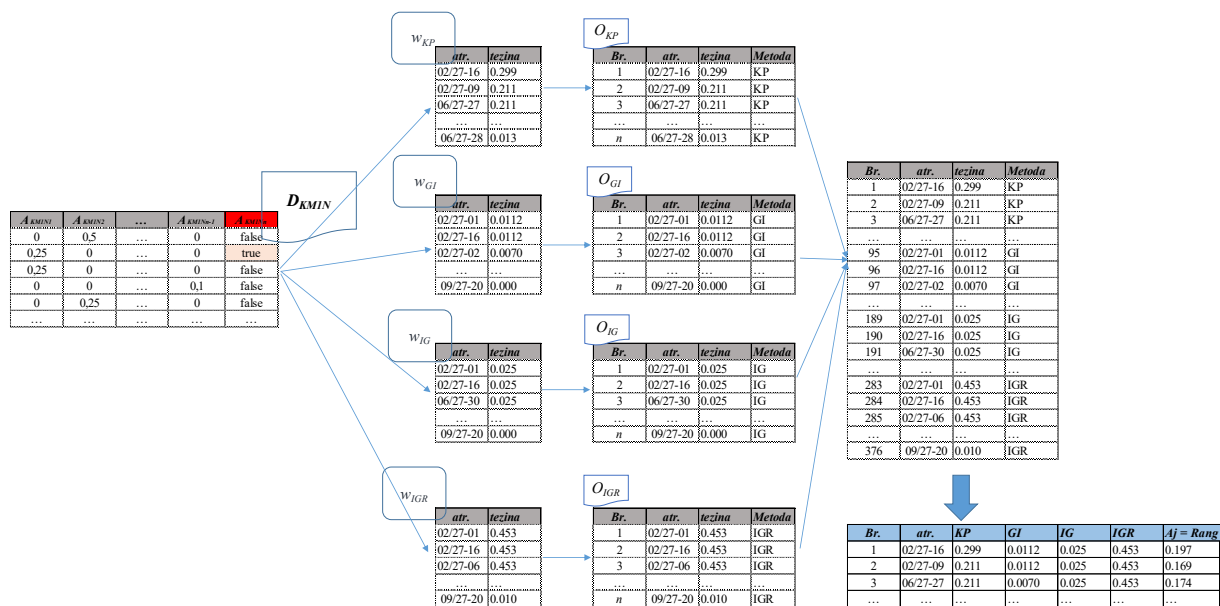 D_KMIN
A_KMIN1 A_KMIN2 … A_KMINn-1 A_KMINn
0 0,5 … 0 false
0,25 0 … 0 true
0,25 0 … 0 false
0 0 … 0,1 false
0 0,25 … 0 false
… … … … …
w_KP
atr. tezina
02/27-16 0.299
02/27-09 0.211
06/27-27 0.211
… …
06/27-28 0.013
O_KP
Br. atr. tezina Metoda
1 02/27-16 0.299 KP
2 02/27-09 0.211 KP
3 06/27-27 0.211 KP
… … …
n 06/27-28 0.013 KP
w_GI
atr. tezina
02/27-01 0.0112
02/27-16 0.0112
02/27-02 0.0070
… …
09/27-20 0.000
O_GI
Br. atr. tezina Metoda
1 02/27-01 0.0112 GI
2 02/27-16 0.0112 GI
3 02/27-02 0.0070 GI
… … …
n 09/27-20 0.000 GI
w_IG
atr. tezina
02/27-01 0.025
02/27-16 0.025
06/27-30 0.025
… …
09/27-20 0.000
O_IG
Br. atr. tezina Metoda
1 02/27-01 0.025 IG
2 02/27-16 0.025 IG
3 06/27-30 0.025 IG
… … …
n 09/27-20 0.000 IG
w_IGR
atr. tezina
02/27-01 0.453
02/27-16 0.453
02/27-06 0.453
… …
09/27-20 0.010
O_IGR
Br. atr. tezina Metoda
1 02/27-01 0.453 IGR
2 02/27-16 0.453 IGR
3 02/27-06 0.453 IGR
… … …
n 09/27-20 0.010 IGR
Br. atr. tezina Metoda
1 02/27-16 0.299 KP
2 02/27-09 0.211 KP
3 06/27-27 0.211 KP
… … … …
95 02/27-01 0.0112 GI
96 02/27-16 0.0112 GI
97 02/27-02 0.0070 GI
… … … …
189 02/27-01 0.025 IG
190 02/27-16 0.025 IG
191 06/27-30 0.025 IG
… … … …
283 02/27-01 0.453 IGR
284 02/27-16 0.453 IGR
285 02/27-06 0.453 IGR
… … … …
376 09/27-20 0.010 IGR
Br. atr. KP GI IG IGR Aj = Rang
1 02/27-16 0.299 0.0112 0.025 0.453 0.197
2 02/27-09 0.211 0.0112 0.025 0.453 0.169
3 06/27-27 0.211 0.0070 0.025 0.453 0.174
… … … … … … …